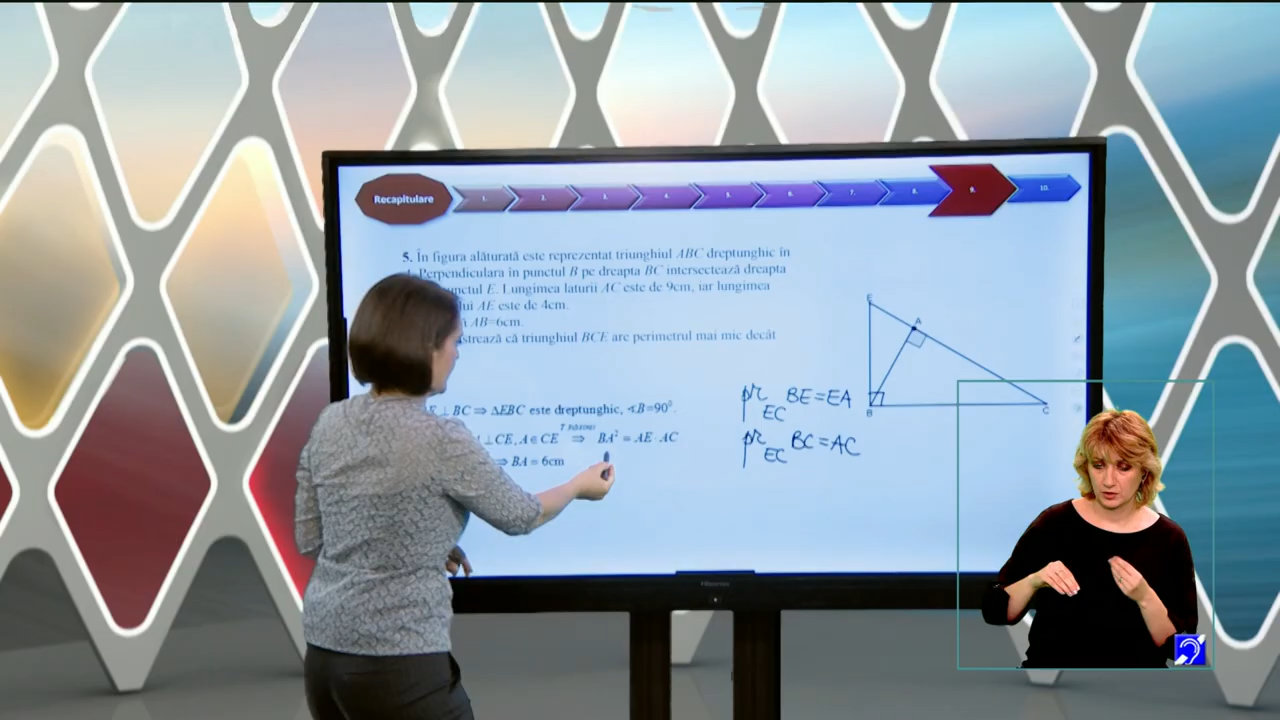 Recapitulare
1.
2.
3.
4.
5.
6.
7.
8.
9.
10.
5. În figura alăturată este reprezentat triunghiul ABC dreptunghic în
Perpendiculara în punctul B pe dreapta BC intersectează dreapta
E. Lungimea laturii AC este de 9cm, iar lungimea
AE este de 4cm.
AB=6cm.
că triunghiul BCE are perimetrul mai mic decât
⊥ BC ⇒ ΔEBC este dreptunghic, ∢B=90⁰.
⊥CE, A∈CE ⇒ BA² = AE · AC
⇒ BA = 6cm
pr EC BE=EA
pr EC BC=AC
E
A
B
C
Hisense